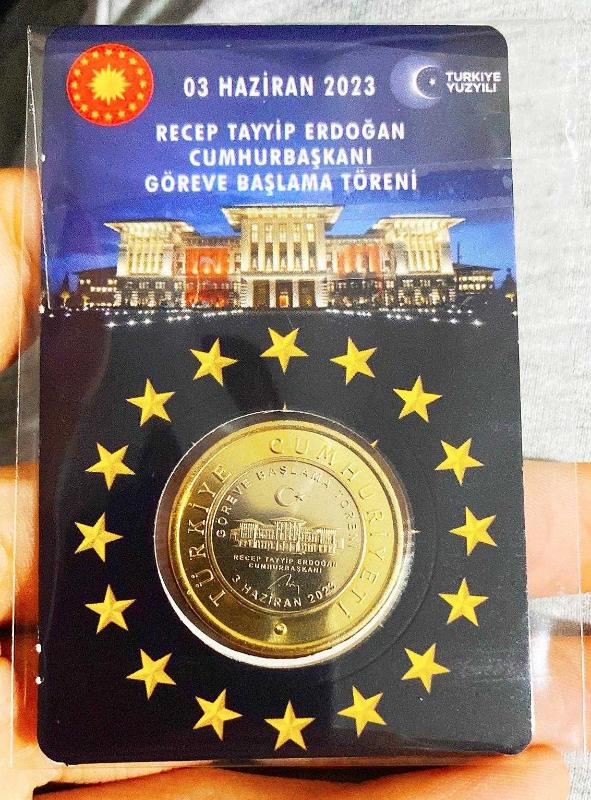 03 HAZİRAN 2023
TÜRKİYE
YÜZYILI
RECEP TAYYİP ERDOĞAN
CUMHURBAŞKANI
GÖREVE BAŞLAMA TÖRENİ
TÜRKİYE CUMHURİYETİ
GÖREVE BAŞLAMA TÖRENİ
RECEP TAYYİP ERDOĞAN
CUMHURBAŞKANI
3 HAZİRAN 2023